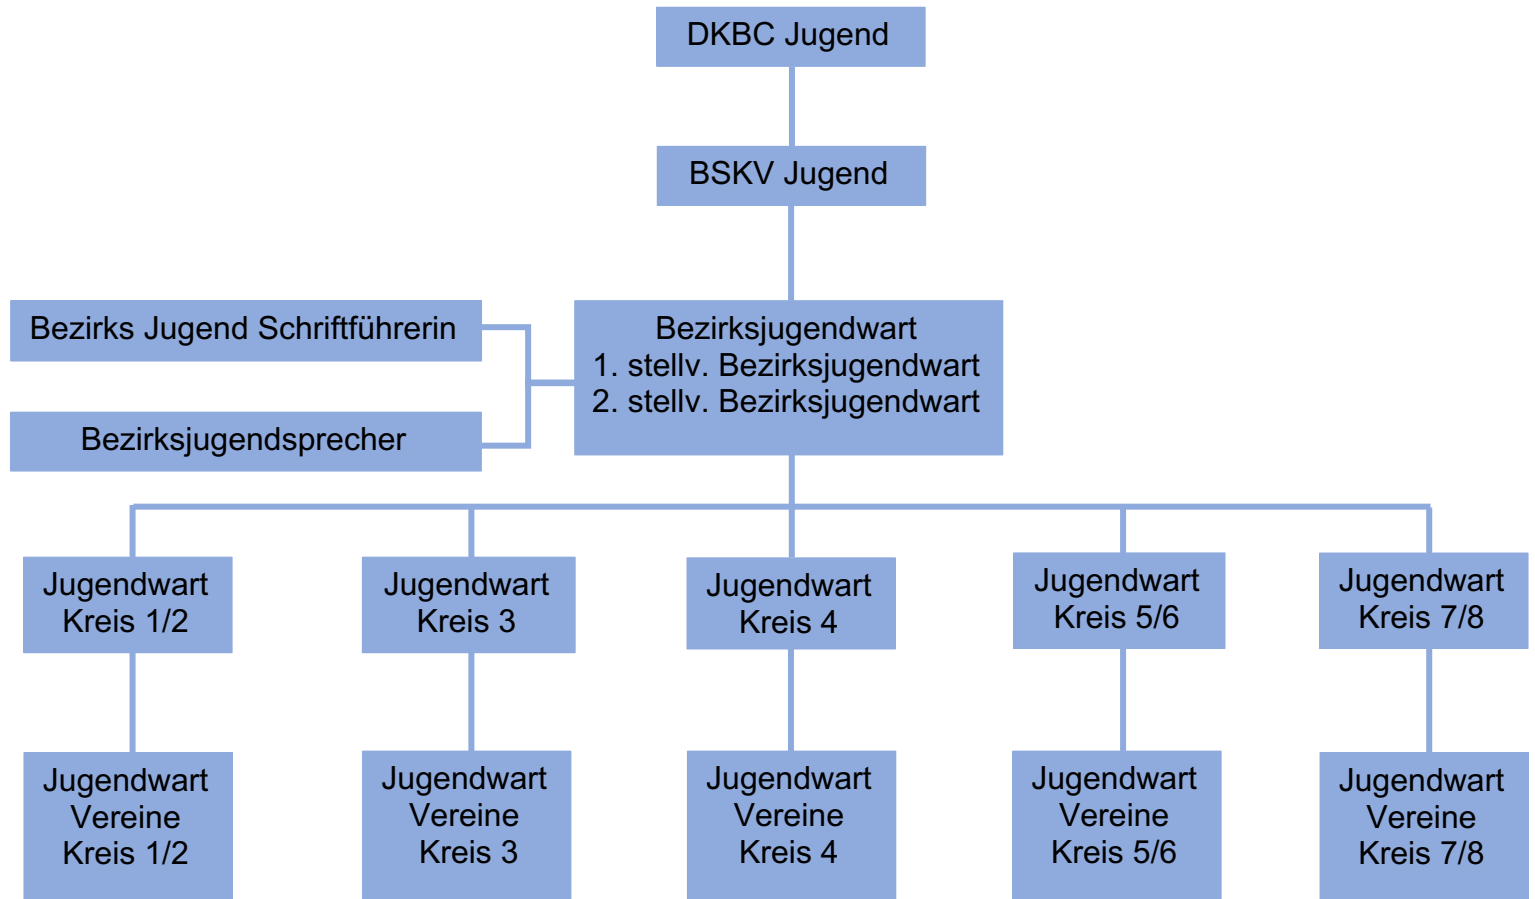 DKBC Jugend
BSKV Jugend
Bezirks Jugend Schriftführerin
Bezirksjugendsprecher
Bezirksjugendwart
1. stellv. Bezirksjugendwart
2. stellv. Bezirksjugendwart
Jugendwart
Kreis 1/2
Jugendwart
Kreis 3
Jugendwart
Kreis 4
Jugendwart
Kreis 5/6
Jugendwart
Kreis 7/8
Jugendwart
Vereine
Kreis 1/2
Jugendwart
Vereine
Kreis 3
Jugendwart
Vereine
Kreis 4
Jugendwart
Vereine
Kreis 5/6
Jugendwart
Vereine
Kreis 7/8